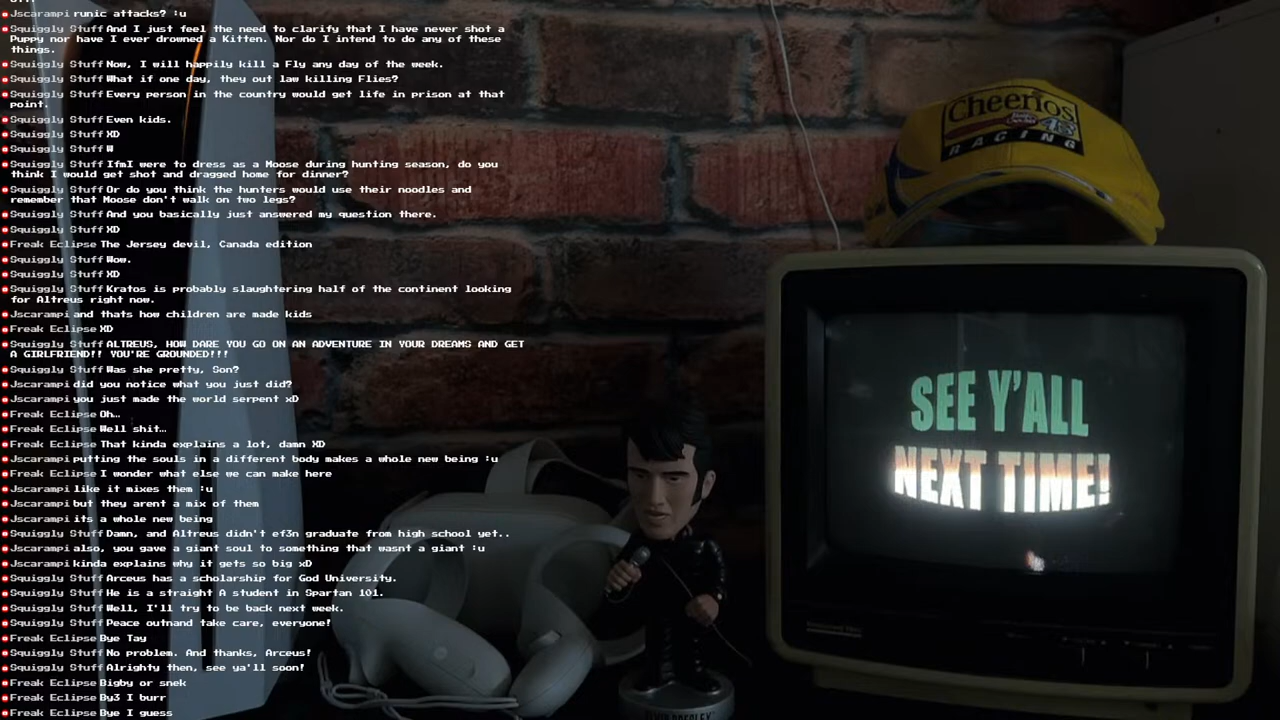 Jscarampi runic attacks? :u
Squiggly Stuff And I just feel the need to clarify that I have never shot a
Puppy nor have I ever drowned a Kitten. Nor do I intend to do any of these
things.
Squiggly Stuff Now, I will happily kill a Fly any day of the week.
Squiggly Stuff What if one day, they out law killing Flies?
Squiggly Stuff Every person in the country would get life in prison at that
point.
Squiggly Stuff Even kids.
Squiggly Stuff XD
Squiggly Stuff W
Squiggly Stuff IfmI were to dress as a Moose during hunting season, do you
think I would get shot and dragged home for dinner?
Squiggly Stuff Or do you think the hunters would use their noodles and
remember that Moose don't walk on two legs?
Squiggly Stuff And you basically just answered my question there.
Squiggly Stuff XD
Freak Eclipse The Jersey devil, Canada edition
Squiggly Stuff Wow.
Squiggly Stuff XD
Squiggly Stuff Kratos is probably slaughtering half of the continent looking
for Altreus right now.
Jscarampi and thats how children are made kids
Freak Eclipse XD
Squiggly Stuff ALTREUS, HOW DARE YOU GO ON AN ADVENTURE IN YOUR DREAMS AND GET
A GIRLFRIEND!! YOU'RE GROUNDED!!!
Squiggly Stuff Was she pretty, Son?
Jscarampi did you notice what you just did?
Jscarampi you just made the world serpent xD
Freak Eclipse Oh…
Freak Eclipse Well shit…
Freak Eclipse That kinda explains a lot, damn XD
Jscarampi putting the souls in a different body makes a whole new being :u
Freak Eclipse I wonder what else we can make here
Jscarampi like it mixes them :u
Jscarampi but they arent a mix of them
Jscarampi its a whole new being
Squiggly Stuff Damn, and Altreus didn't ef3n graduate from high school yet..
Jscarampi also, you gave a giant soul to something that wasnt a giant :u
Jscarampi kinda explains why it gets so big xD
Squiggly Stuff Arceus has a scholarship for God University.
Squiggly Stuff He is a straight A student in Spartan 101.
Squiggly Stuff Well, I'll try to be back next week.
Squiggly Stuff Peace outnand take care, everyone!
Freak Eclipse Bye Tay
Squiggly Stuff No problem. And thanks, Arceus!
Squiggly Stuff Alrighty then, see ya'll soon!
Freak Eclipse Bigby or snek
Freak Eclipse By3 I burr
Freak Eclipse Bye I guess
Cheerios
43
RACING
SEE Y'ALL
NEXT TIME!